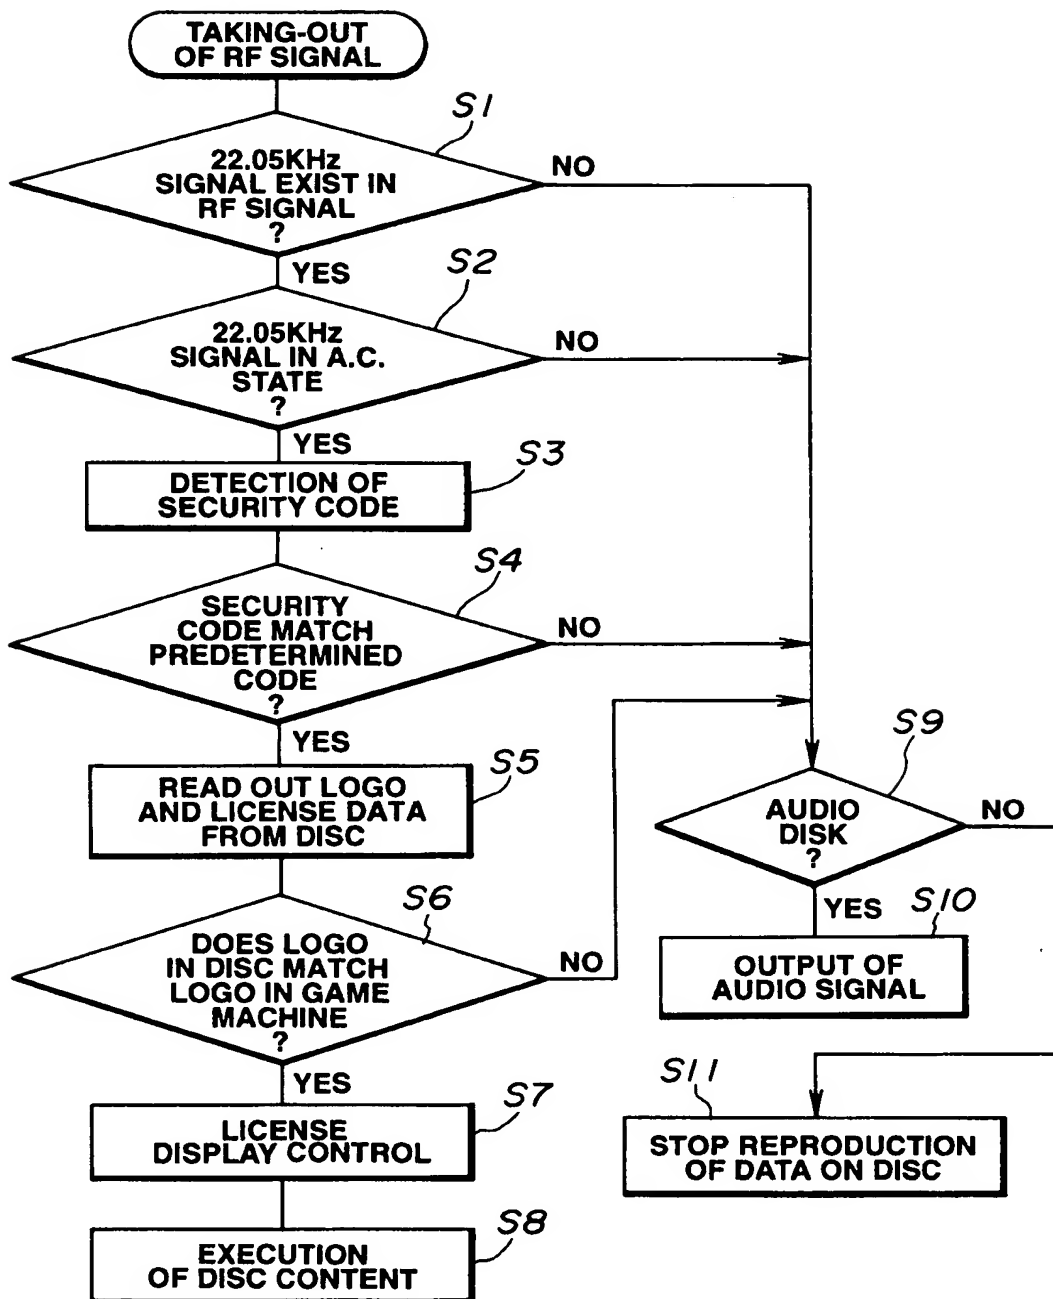 TAKING-OUT
OF RF SIGNAL
S1
22.05KHz
SIGNAL EXIST IN
RF SIGNAL
?
NO
YES
S2
22.05KHz
SIGNAL IN A.C.
STATE
?
NO
YES
S3
DETECTION OF
SECURITY CODE
S4
SECURITY
CODE MATCH
PREDETERMINED
CODE
?
NO
YES
S5
READ OUT LOGO
AND LICENSE DATA
FROM DISC
S6
DOES LOGO
IN DISC MATCH
LOGO IN GAME
MACHINE
?
NO
YES
S7
LICENSE
DISPLAY CONTROL
S8
EXECUTION
OF DISC CONTENT
S9
AUDIO
DISK
?
NO
YES
S10
OUTPUT OF
AUDIO SIGNAL
S11
STOP REPRODUCTION
OF DATA ON DISC